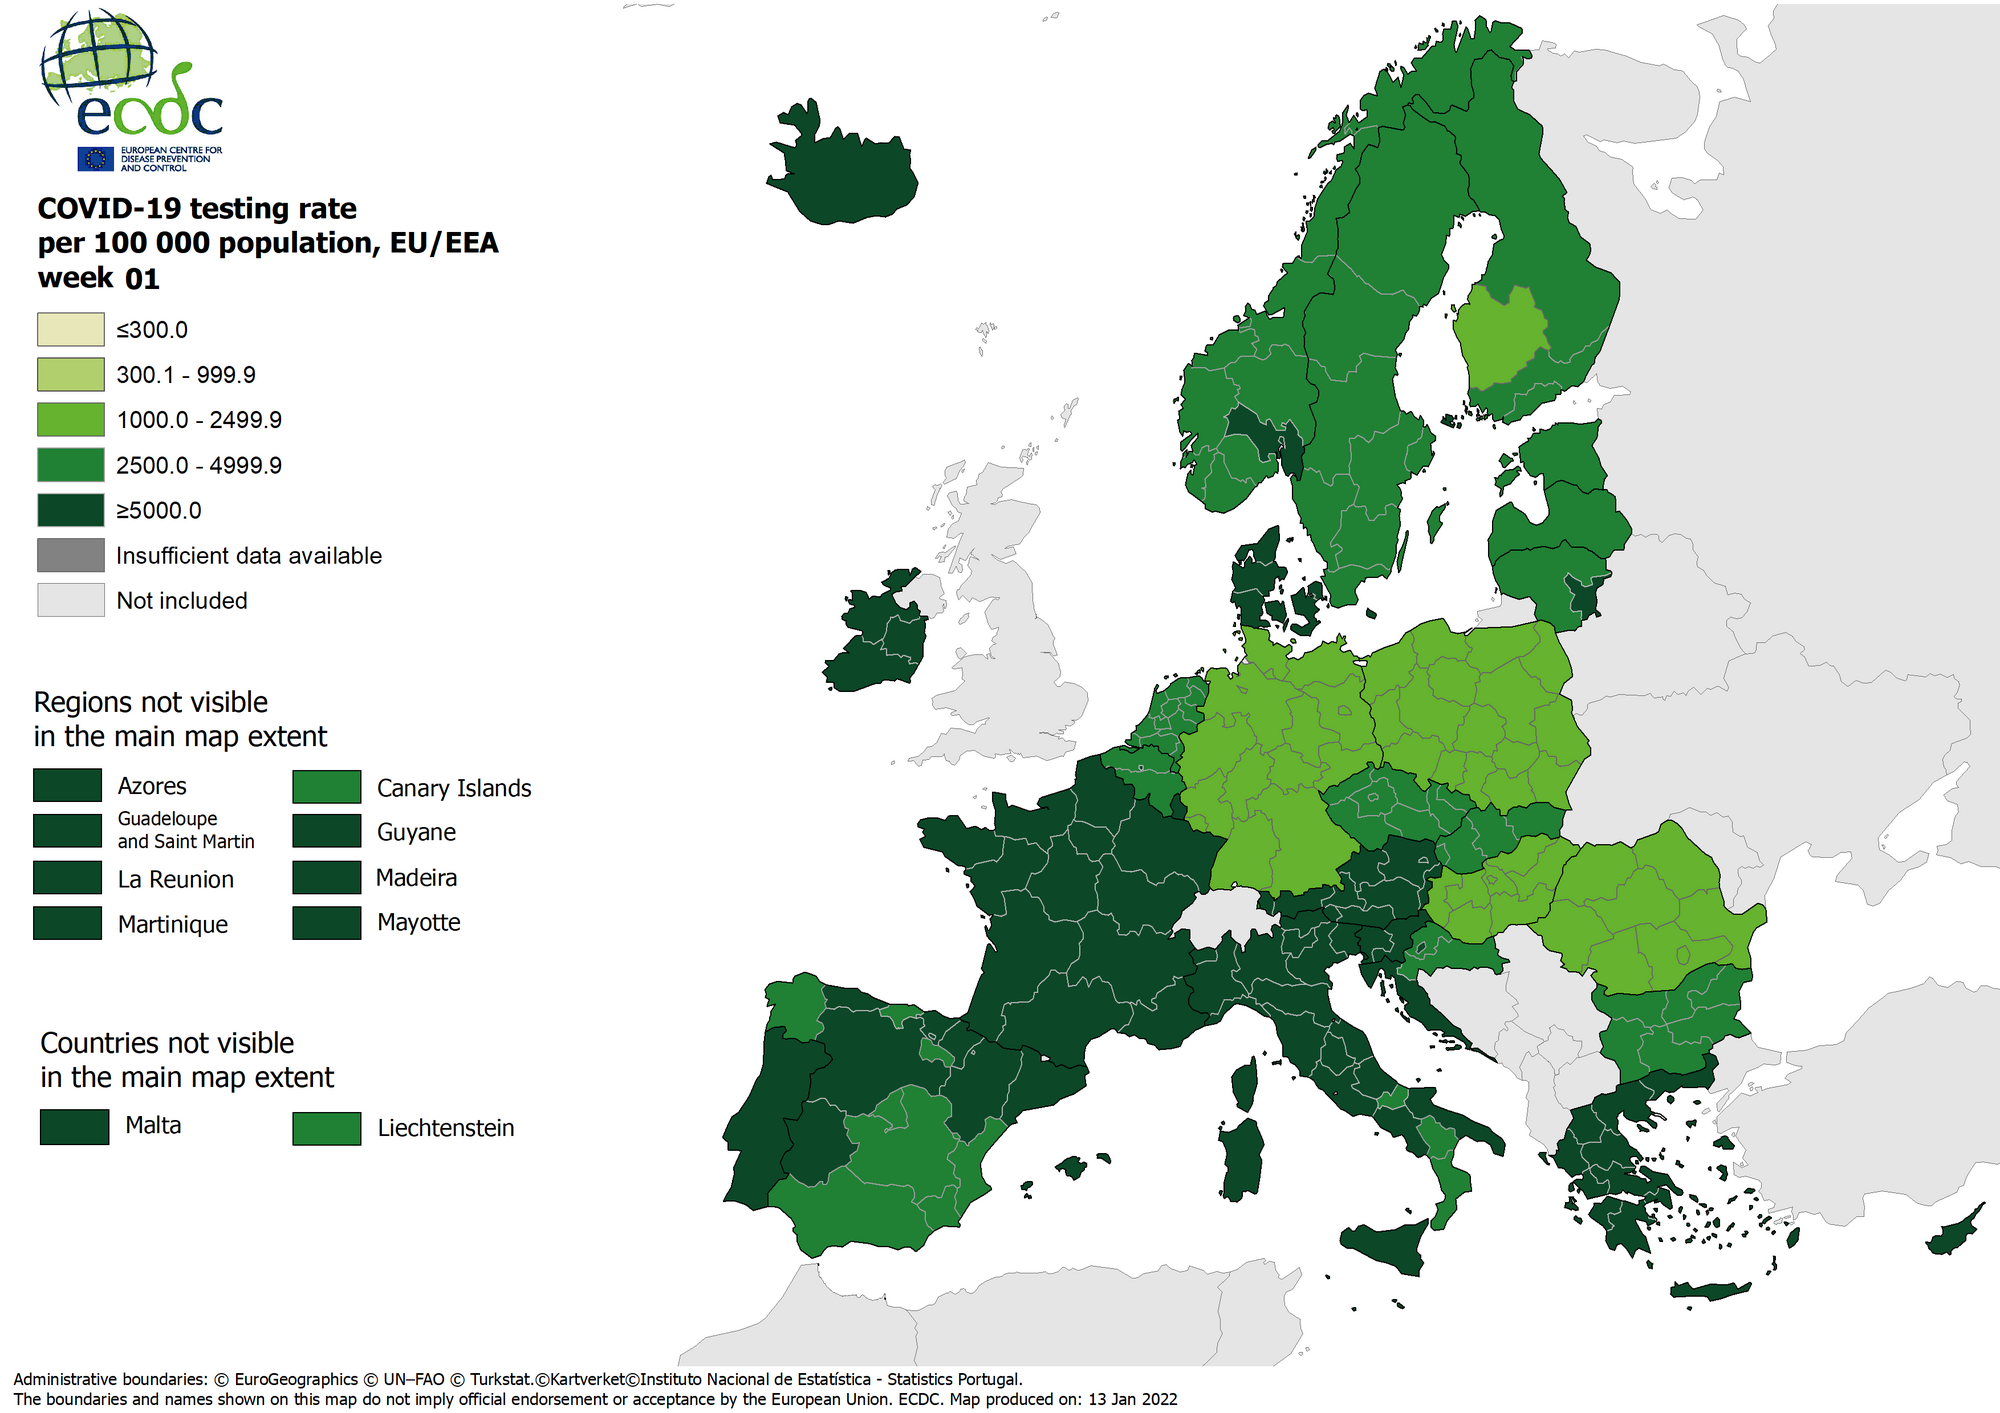 ecdc
EUROPEAN CENTRE FOR
DISEASE PREVENTION
AND CONTROL
COVID-19 testing rate
per 100 000 population, EU/EEA
week 01
≤300.0
300.1 - 999.9
1000.0 - 2499.9
2500.0 - 4999.9
≥5000.0
Insufficient data available
Not included
Regions not visible
in the main map extent
Azores
Canary Islands
Guadeloupe
and Saint Martin
Guyane
La Reunion
Madeira
Martinique
Mayotte
Countries not visible
in the main map extent
Malta
Liechtenstein
Administrative boundaries: © EuroGeographics © UN–FAO © Turkstat.©Kartverket©Instituto Nacional de Estatística - Statistics Portugal.
The boundaries and names shown on this map do not imply official endorsement or acceptance by the European Union. ECDC. Map produced on: 13 Jan 2022